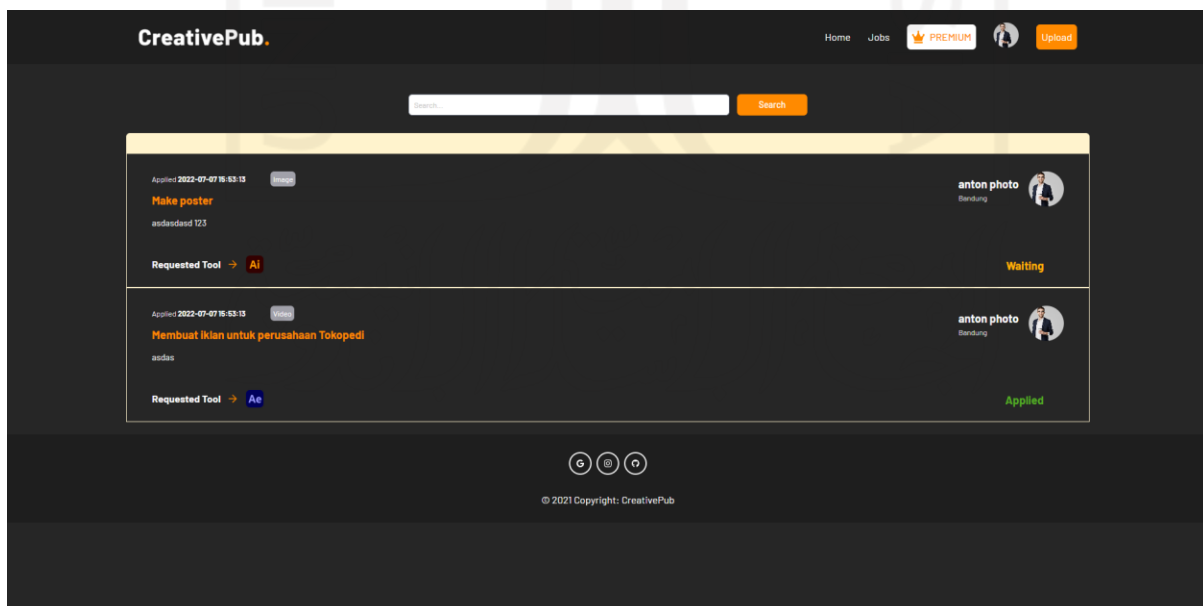 CreativePub.
Home Jobs PREMIUM Upload
Search... Search
Applied 2022-07-07 15:53:13 Image
Make poster
asdasdasd 123
anton photo
Bandung
Requested Tool → Ai
Waiting
Applied 2022-07-07 15:53:13 Video
Membuat iklan untuk perusahaan Tokopedi
asdas
anton photo
Bandung
Requested Tool → Ae
Applied
G
© 2021 Copyright: CreativePub